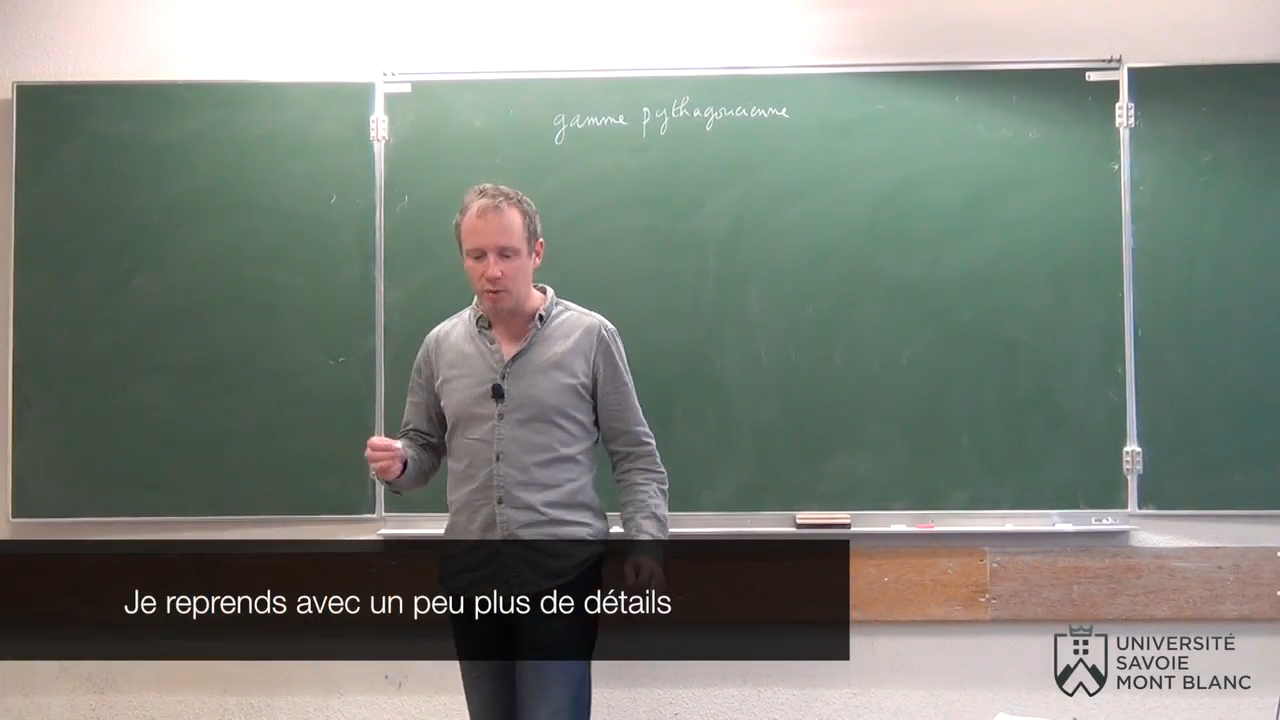 gamme pythagoricienne
Je reprends avec un peu plus de détails
UNIVERSITÉ
SAVOIE
MONT BLANC